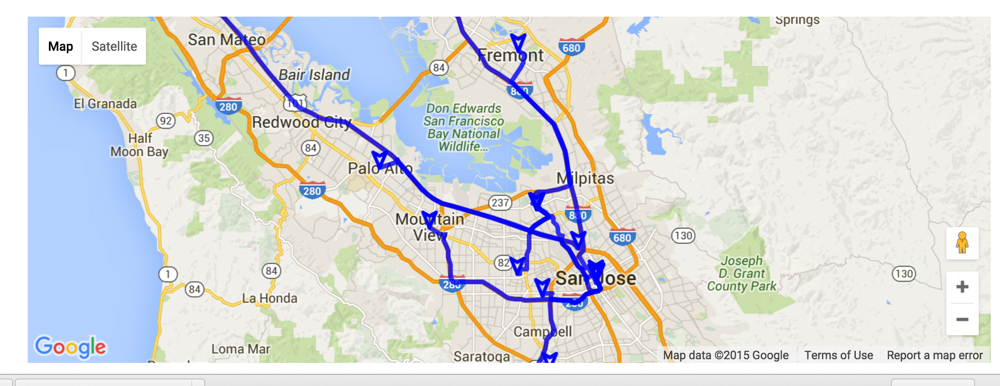 Springs
Map
Satellite
San Mateo
680
Fremont
84
1
Bair Island
880
El Granada
101
280
Don Edwards
San Francisco
Bay National
Wildlife...
92
Redwood City
35
Half
Moon Bay
84
Palo Alto
Milpitas
280
237
Mountain
View
880
680
130
82
Joseph
D. Grant
County Park
130
1
84
San Jose
280
84
La Honda
280
Campbell
Google
Loma Mar
Saratoga
Map data ©2015 Google
Terms of Use
Report a map error